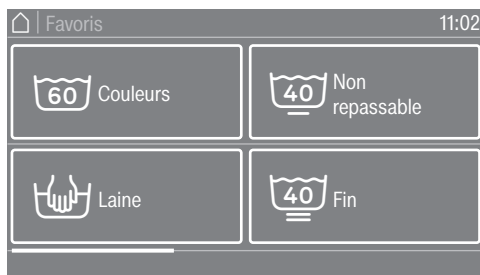 Favoris
11:02
60 Couleurs
40 Non
repassable
Laine
40 Fin